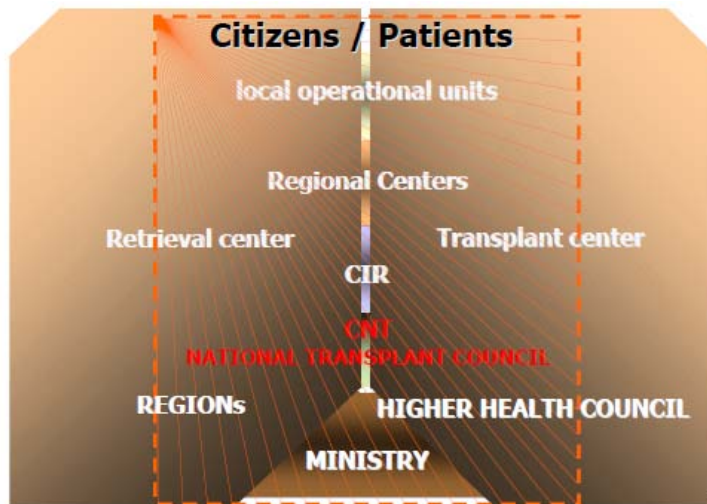 Citizens / Patients
local operational units
Regional Centers
Retrieval center
Transplant center
CIR
CNT
NATIONAL TRANSPLANT COUNCIL
REGIONs
HIGHER HEALTH COUNCIL
MINISTRY